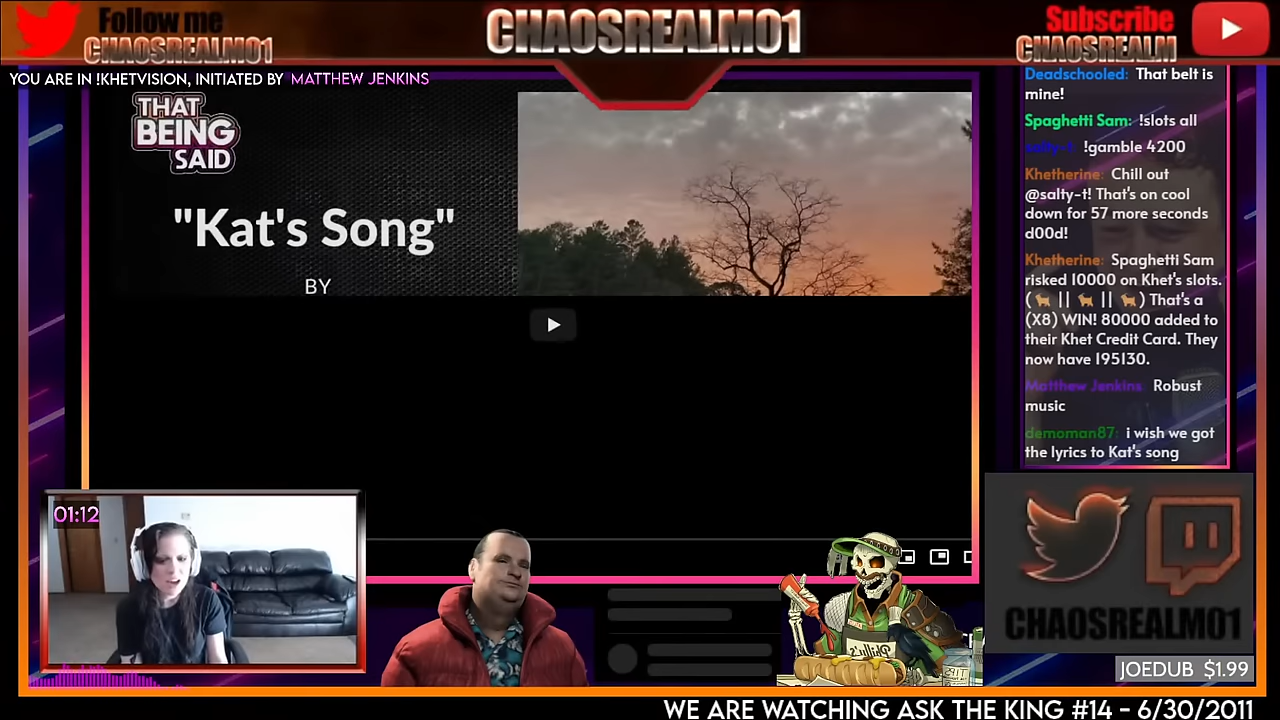 Follow me
CHAOSREALM01
CHAOSREALM01
Subscribe
CHAOSREALM
YOU ARE IN !KHETVISION, INITIATED BY MATTHEW JENKINS
THAT
BEING
SAID
"Kat's Song"
BY
Deadschooled: That belt is
mine!
Spaghetti Sam: !slots all
salty-t: !gamble 4200
Khetherine: Chill out
@salty-t! That's on cool
down for 57 more seconds
d00d!
Khetherine: Spaghetti Sam
risked 10000 on Khet's slots.
( 🐕 || 🐕 || 🐕 ) That's a
(X8) WIN! 80000 added to
their Khet Credit Card. They
now have 195130.
Matthew Jenkins: Robust
music
demoman87: i wish we got
the lyrics to Kat's song
01:12
Philly's
CHAOSREALM01
JOEDUB $1.99
WE ARE WATCHING ASK THE KING #14 - 6/30/2011